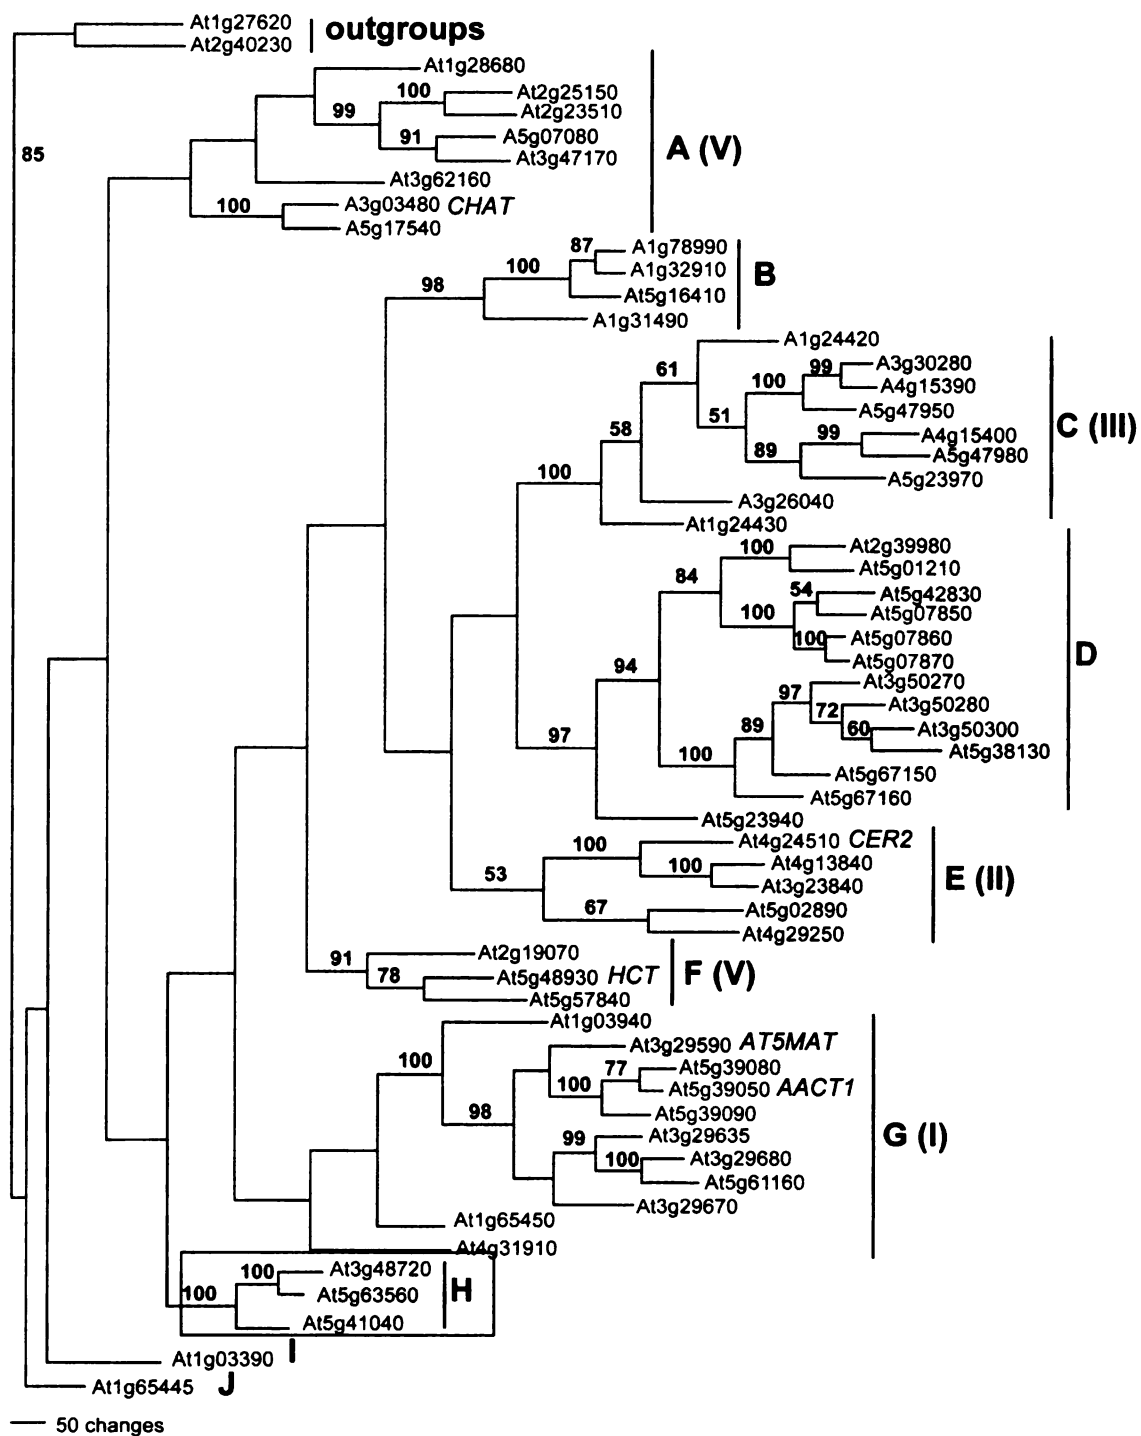 At1g27620
At2g40230
outgroups
At1g28680
100
At2g25150
99
At2g23510
91
A5g07080
At3g47170
A (V)
85
At3g62160
100
A3g03480 CHAT
A5g17540
87
A1g78990
100
A1g32910
B
98
At5g16410
A1g31490
A1g24420
61
99
A3g30280
100
A4g15390
51
A5g47950
58
99
A4g15400
C (III)
89
A5g47980
100
A5g23970
A3g26040
At1g24430
100
At2g39980
At5g01210
84
54
At5g42830
100
At5g07850
100
At5g07860
At5g07870
D
94
97
At3g50270
72
At3g50280
89
60
At3g50300
97
100
At5g38130
At5g67150
At5g67160
At5g23940
100
At4g24510 CER2
100
At4g13840
53
At3g23840
E (II)
67
At5g02890
At4g29250
91
At2g19070
78
At5g48930 HCT
F (V)
At5g57840
At1g03940
100
At3g29590 AT5MAT
77
At5g39080
100
At5g39050 AACT1
98
At5g39090
99
At3g29635
G (I)
100
At3g29680
At5g61160
At3g29670
At1g65450
At4g31910
100
At3g48720
100
At5g63560
H
At5g41040
At1g03390
I
At1g65445
J
50 changes